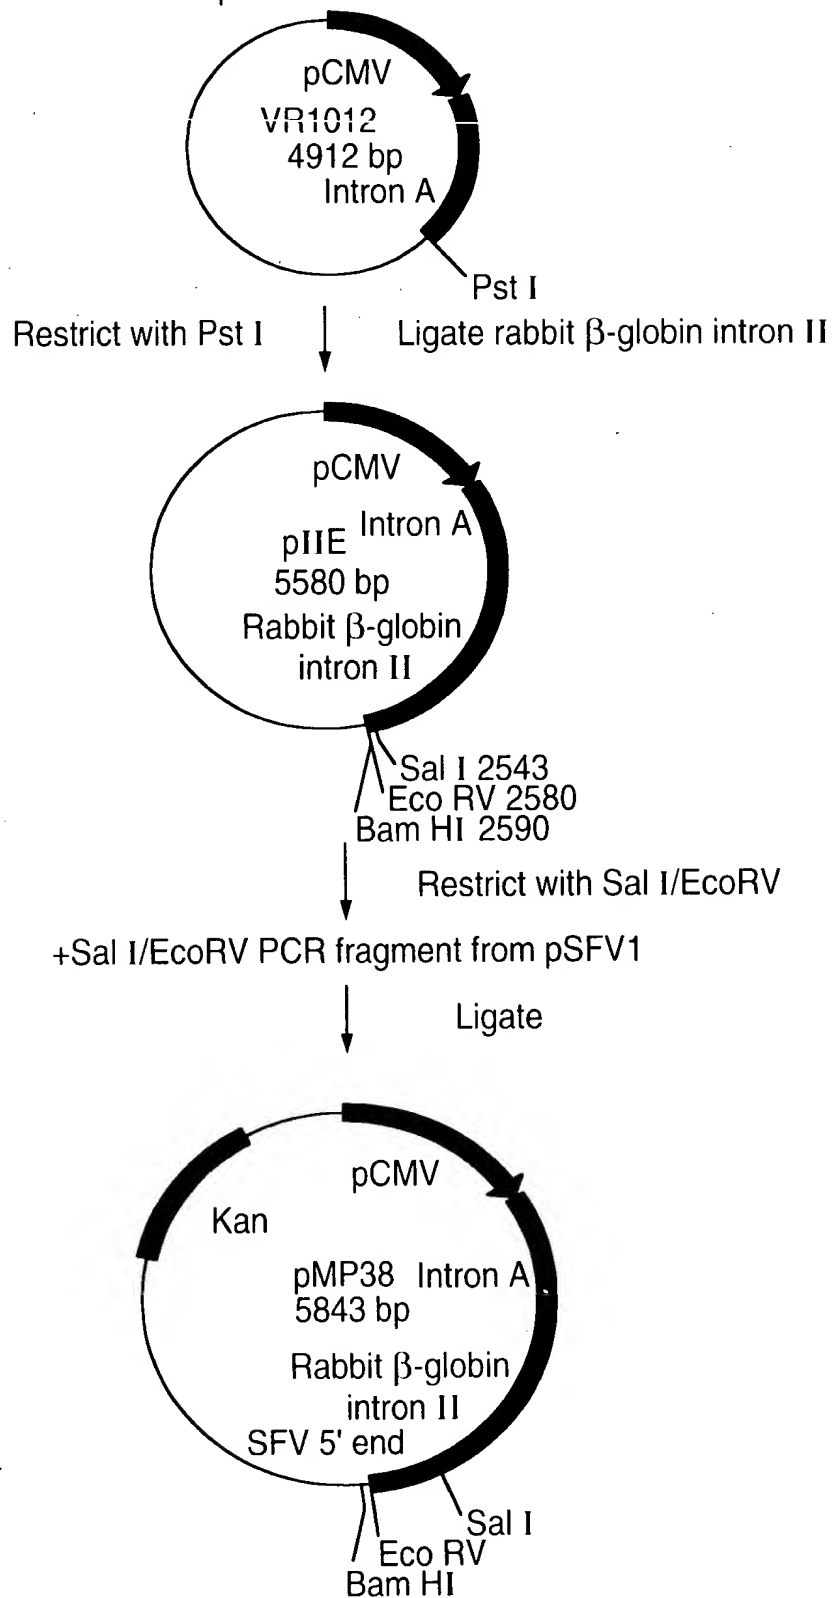 pCMV
VR1012
4912 bp
Intron A
Pst I
Restrict with Pst I
Ligate rabbit β-globin intron II
pCMV
Intron A
pIIE
5580 bp
Rabbit β-globin
intron II
Sal I 2543
Eco RV 2580
Bam HI 2590
Restrict with Sal I/EcoRV
+Sal I/EcoRV PCR fragment from pSFV1
Ligate
pCMV
Kan
pMP38 Intron A
5843 bp
Rabbit β-globin
intron II
SFV 5' end
Sal I
Eco RV
Bam HI